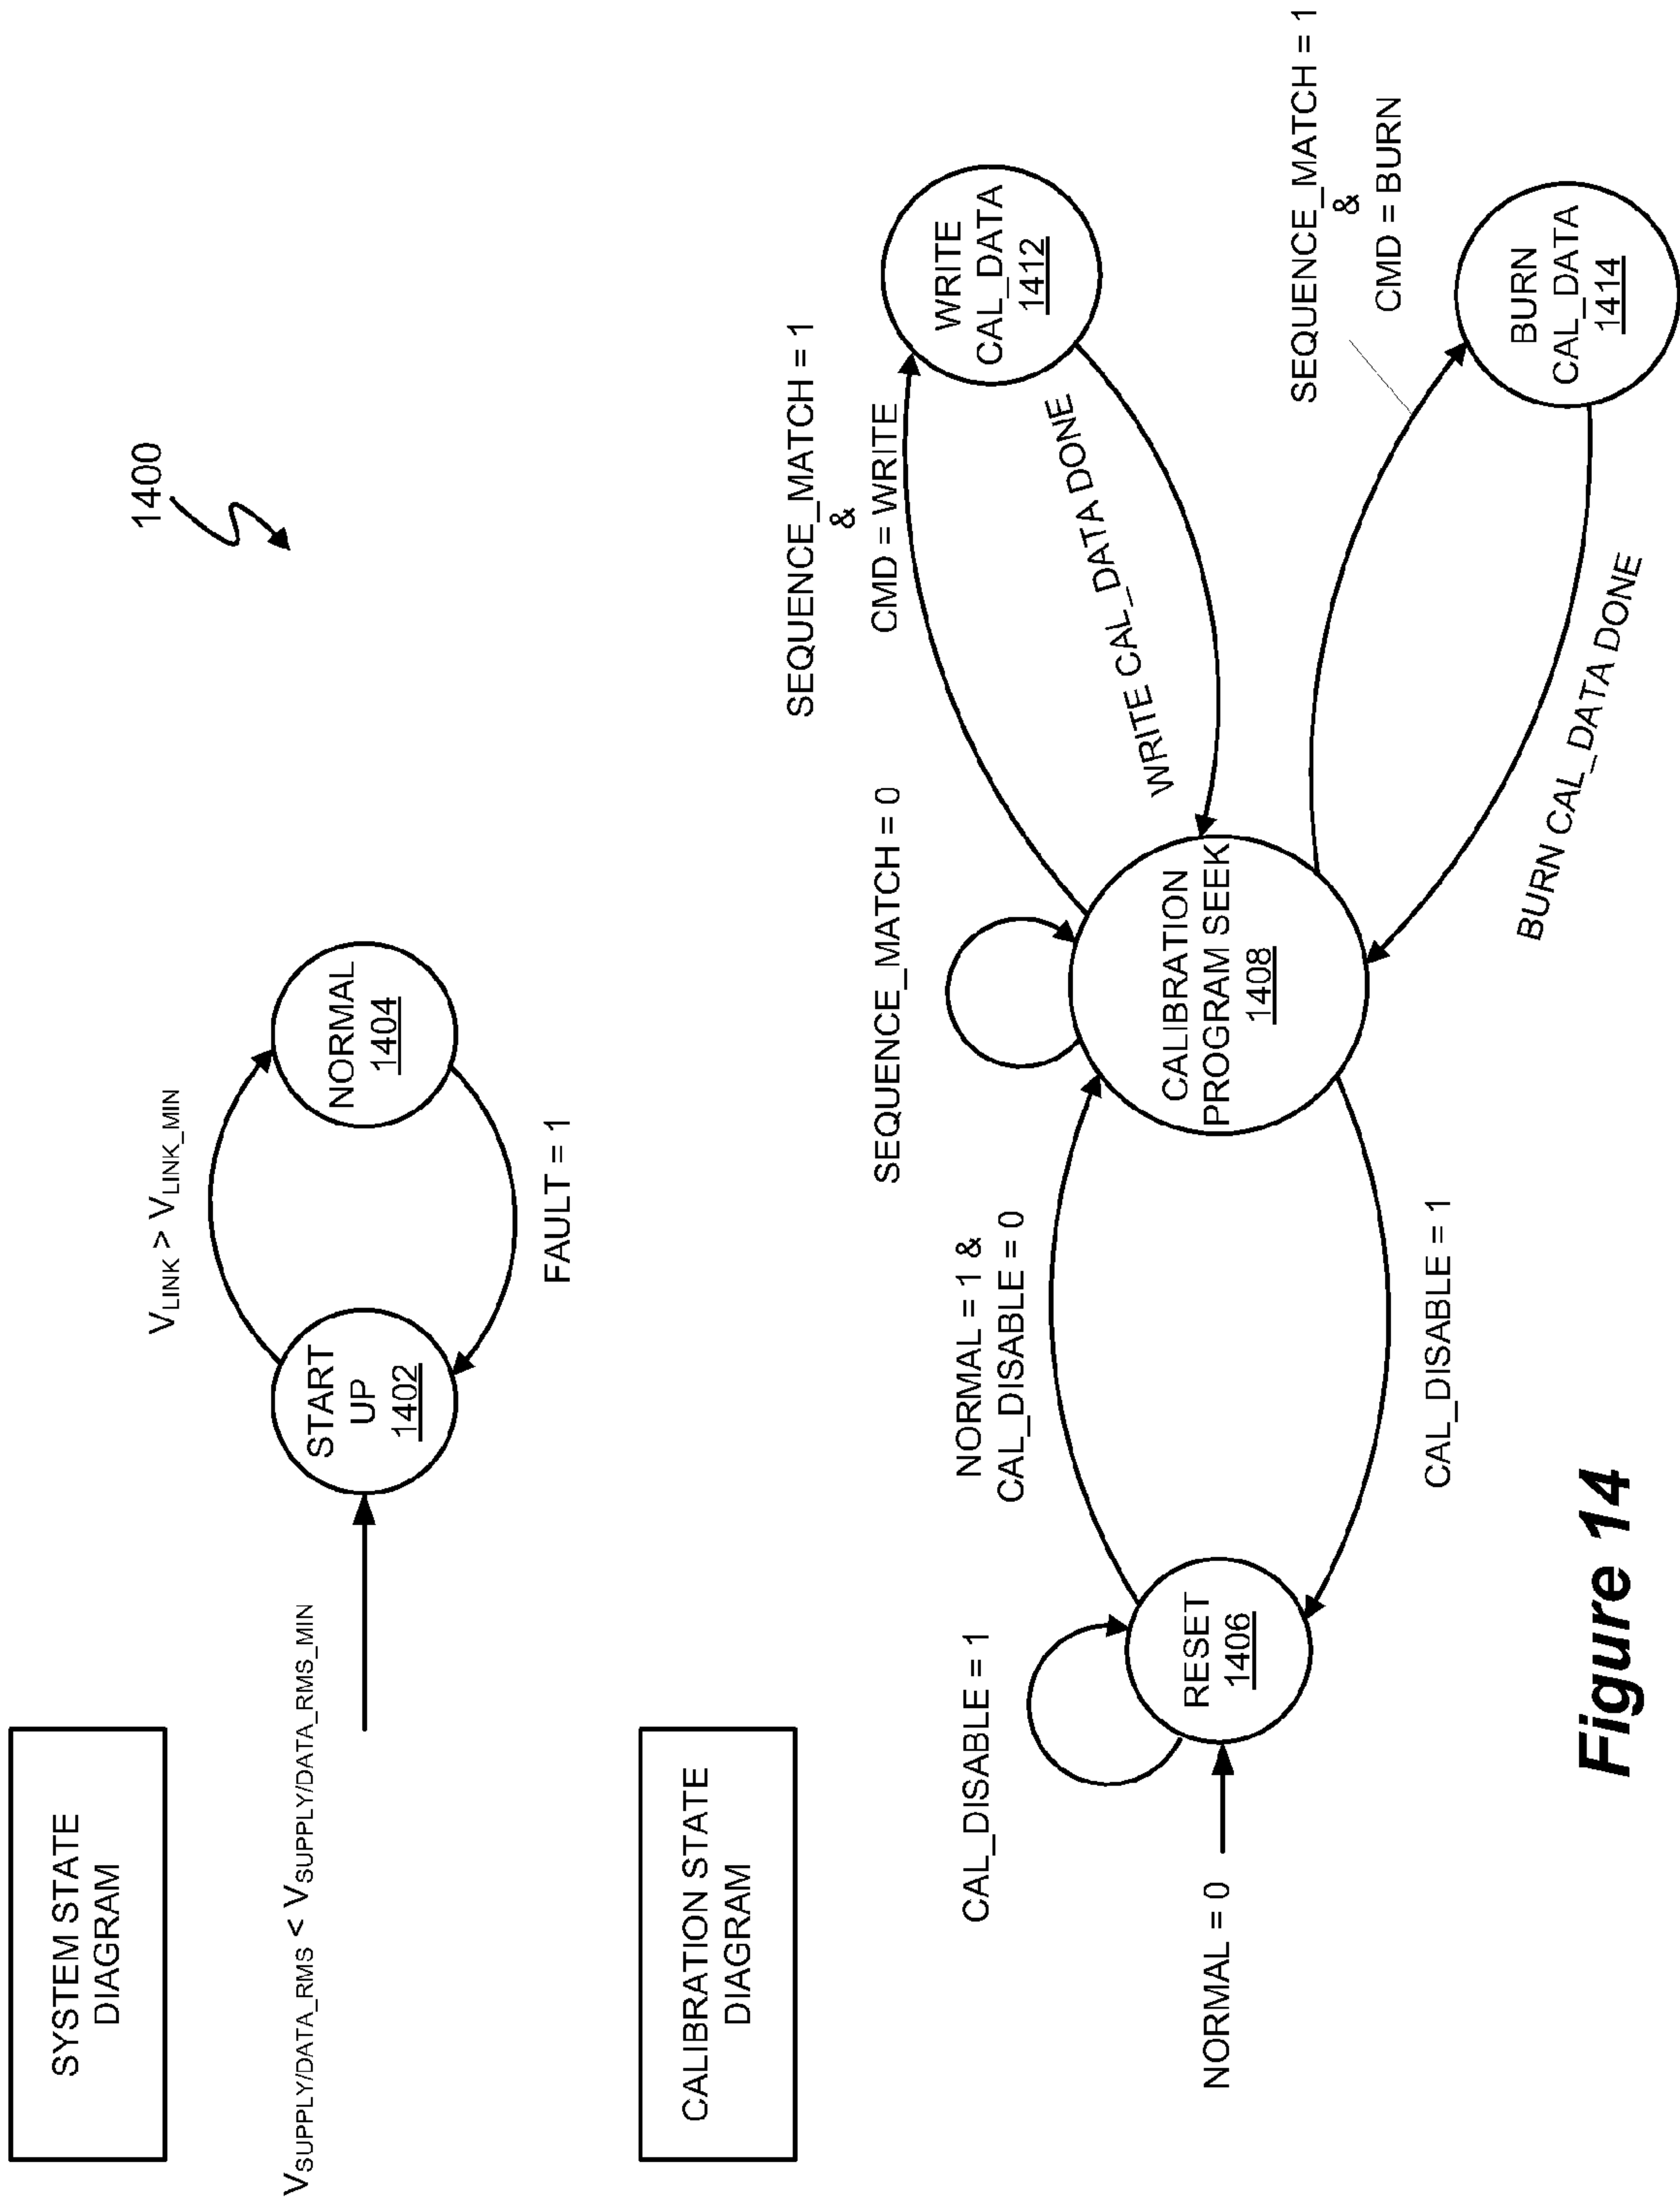 1400
SYSTEM STATE
DIAGRAM
VSUPPLY/DATA_RMS < VSUPPLY/DATA_RMS_MIN
START
UP
1402
VLINK > VLINK_MIN
NORMAL
1404
FAULT = 1
CALIBRATION STATE
DIAGRAM
NORMAL = 0
CAL_DISABLE = 1
RESET
1406
NORMAL = 1 &
CAL_DISABLE = 0
CAL_DISABLE = 1
SEQUENCE_MATCH = 0
CALIBRATION
PROGRAM SEEK
1408
SEQUENCE_MATCH = 1
&
CMD = WRITE
WRITE CAL_DATA DONE
WRITE
CAL_DATA
1412
SEQUENCE_MATCH = 1
&
CMD = BURN
BURN CAL_DATA DONE
BURN
CAL_DATA
1414
Figure 14